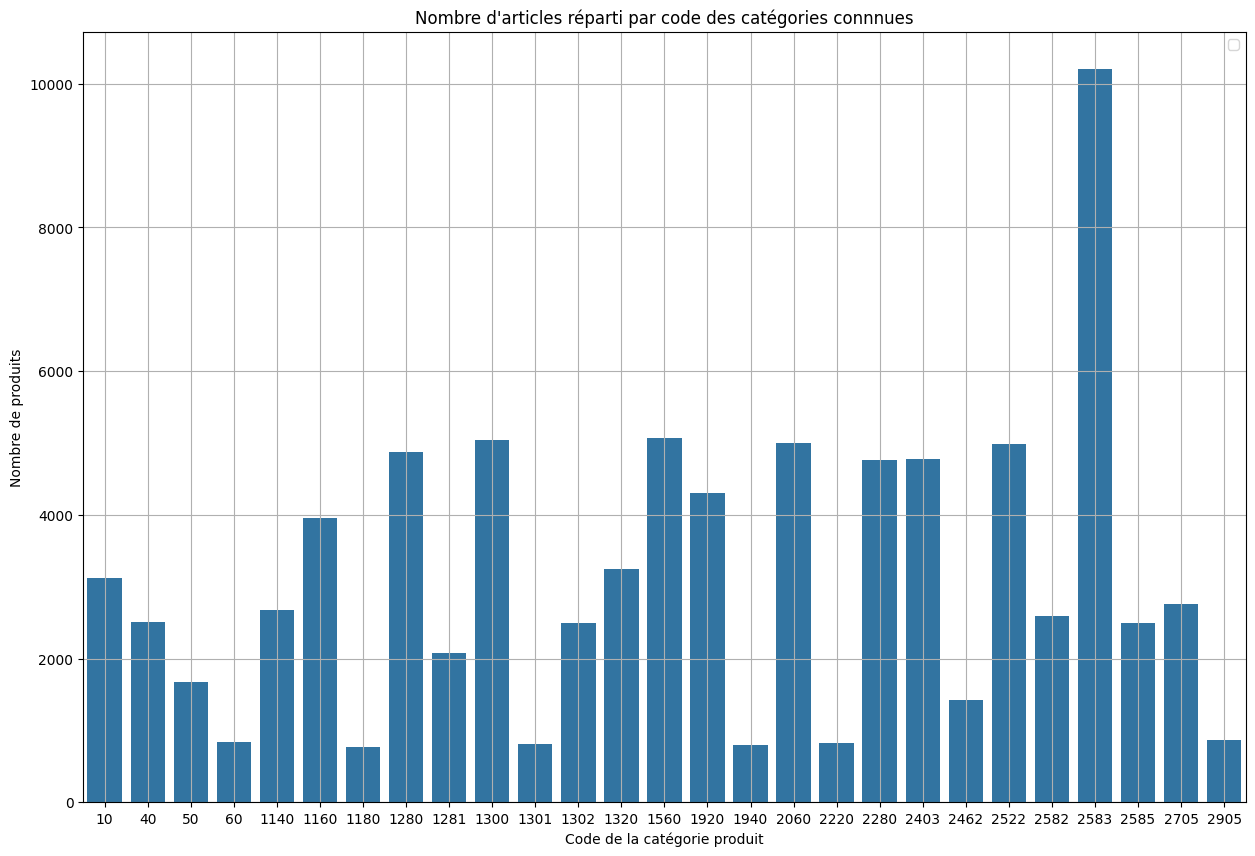 Nombre d'articles réparti par code des catégories connnues
10000
8000
6000
4000
2000
0
Nombre de produits
10 40 50 60 1140 1160 1180 1280 1281 1300 1301 1302 1320 1560 1920 1940 2060 2220 2280 2403 2462 2522 2582 2583 2585 2705 2905
Code de la catégorie produit